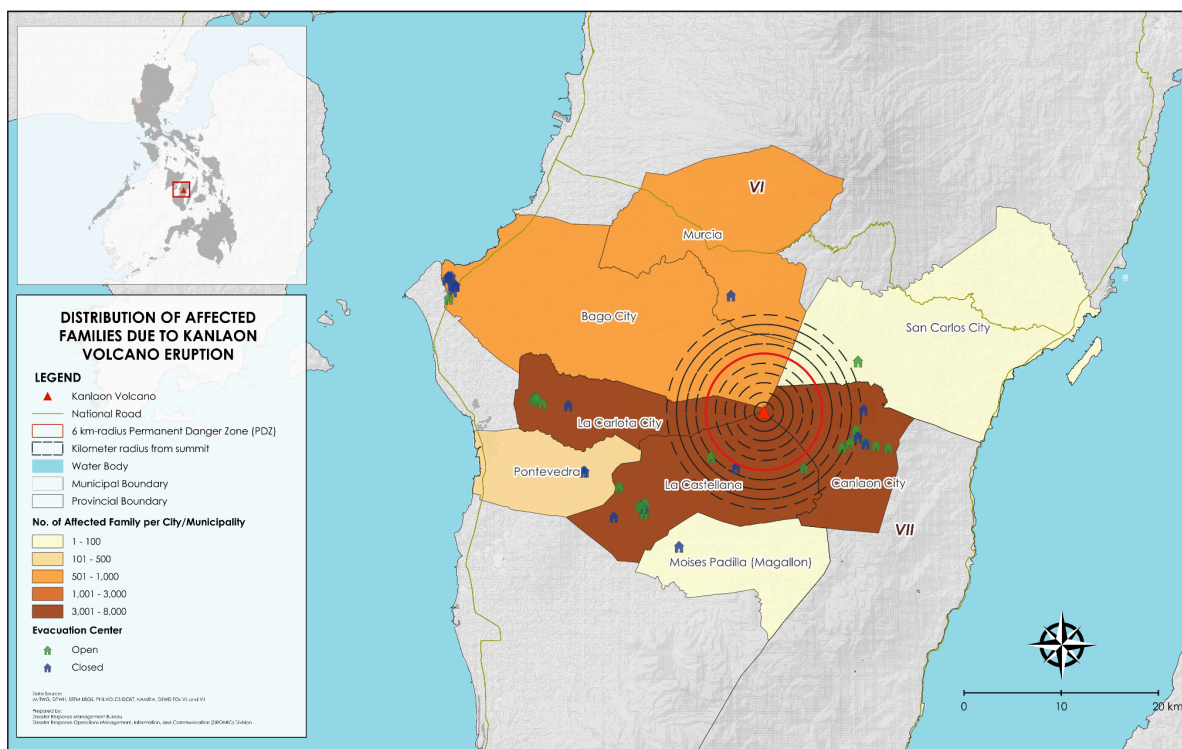 DISTRIBUTION OF AFFECTED
FAMILIES DUE TO KANLAON
VOLCANO ERUPTION
LEGEND
Kanlaon Volcano
National Road
6 km-radius Permanent Danger Zone (PDZ)
Kilometer radius from summit
Water Body
Municipal Boundary
Provincial Boundary
No. of Affected Family per City/Municipality
1 - 100
101 - 500
501 - 1,000
1,001 - 3,000
3,001 - 8,000
Evacuation Center
Open
Closed
Data Source:
Prepared by:
Disaster Response Management Bureau
Disaster Response Operations Management, Information, and Communication (DROMIC) Division
VI
Murcia
Bago City
San Carlos City
La Carlota City
Pontevedra
La Castellana
Canlaon City
VII
Moises Padilla (Magallon)
0 10 20 km